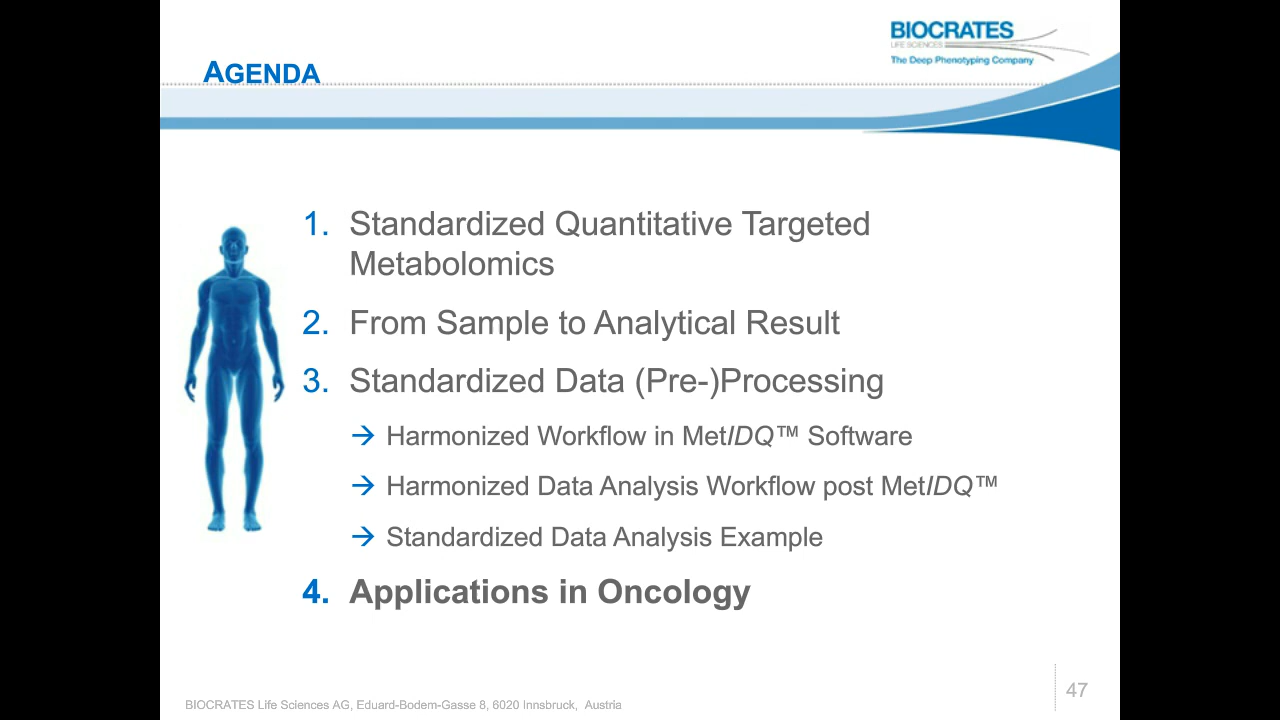 BIOCRATES
LIFE SCIENCES
The Deep Phenotyping Company
AGENDA
1. Standardized Quantitative Targeted
Metabolomics
2. From Sample to Analytical Result
3. Standardized Data (Pre-)Processing
→ Harmonized Workflow in MetIDQ™ Software
→ Harmonized Data Analysis Workflow post MetIDQ™
→ Standardized Data Analysis Example
4. Applications in Oncology
BIOCRATES Life Sciences AG, Eduard-Bodem-Gasse 8, 6020 Innsbruck, Austria
47